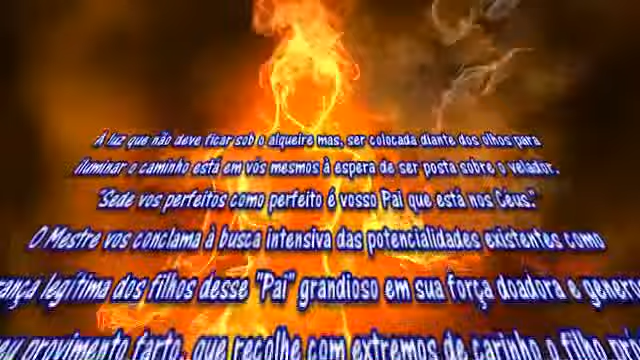 A luz que não deve ficar sob o alqueire mas, ser colocada diante dos olhos para
iluminar o caminho está em vós mesmos à espera de ser posta sobre o velador.
"Sede vos perfeitos como perfeito é vosso Pai que está nos Céus."
O Mestre vos conclama à busca intensiva das potencialidades existentes como
legítima dos filhos desse "Pai" grandioso em sua força doadora e
provimento farto, que recolhe com extremos de carinho o filho